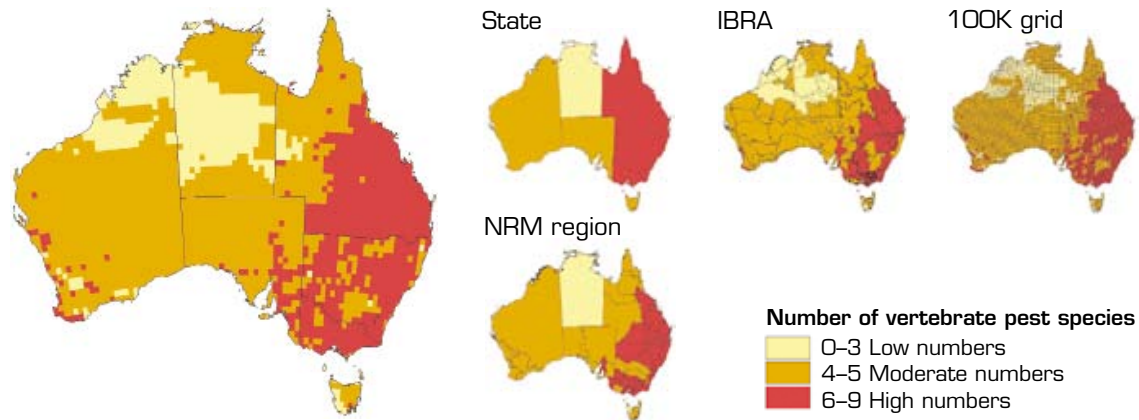 State
IBRA
100K grid
NRM region
Number of vertebrate pest species
0–3 Low numbers
4–5 Moderate numbers
6–9 High numbers